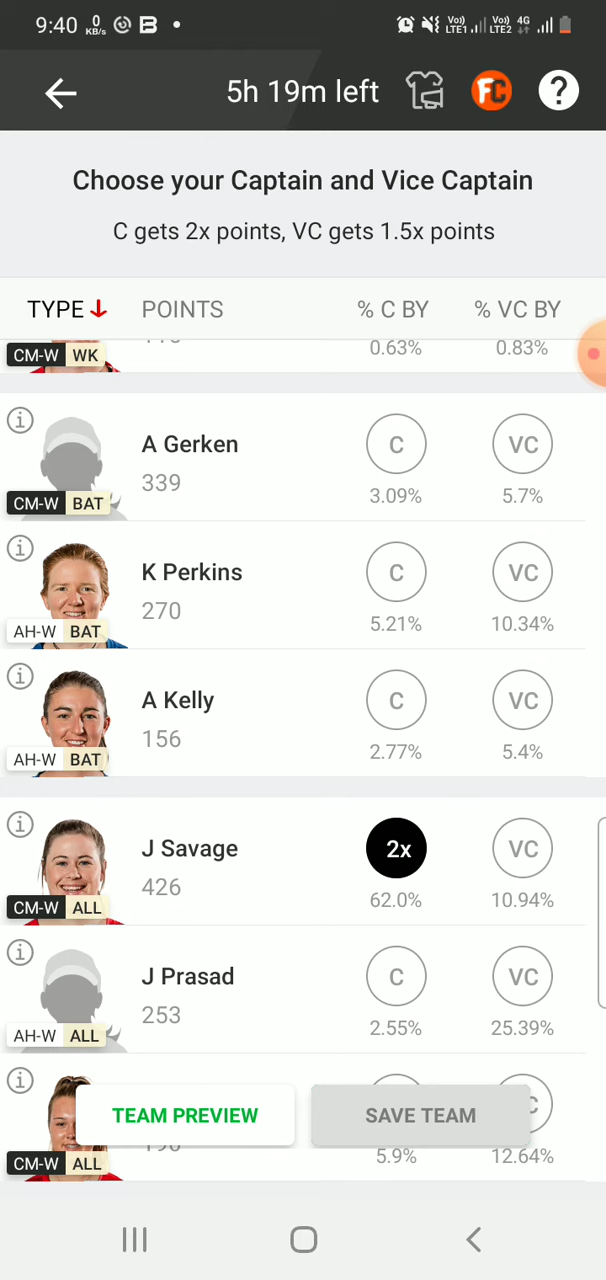 9:40 0 KB/s B Vo)) LTE1 Vo)) LTE2 4G
5h 19m left FC ?
Choose your Captain and Vice Captain
C gets 2x points, VC gets 1.5x points
TYPE POINTS % C BY % VC BY
0.63% 0.83%
CM-W WK
A Gerken C VC
339
3.09% 5.7%
CM-W BAT
K Perkins C VC
270
5.21% 10.34%
AH-W BAT
A Kelly C VC
156
2.77% 5.4%
AH-W BAT
J Savage 2x VC
426
62.0% 10.94%
CM-W ALL
J Prasad C VC
253
2.55% 25.39%
AH-W ALL
TEAM PREVIEW SAVE TEAM
5.9% 12.64%
CM-W ALL